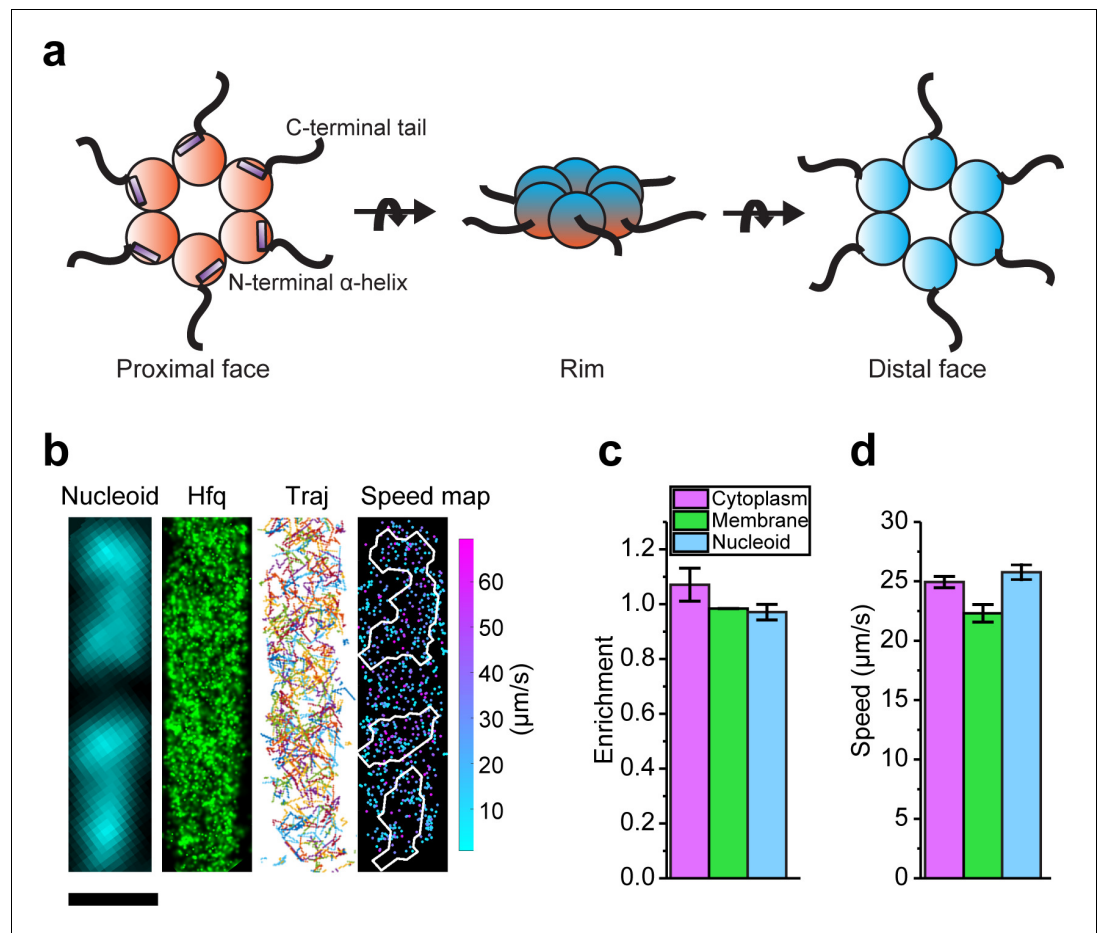 a
C-terminal tail
N-terminal α-helix
Proximal face
Rim
Distal face
b
Nucleoid
Hfq
Traj
Speed map
60
50
40
30
20
10
(µm/s)
c
Cytoplasm
Membrane
Nucleoid
Enrichment
1.2
1.0
0.8
0.6
0.4
0.2
0.0
d
Speed (µm/s)
30
25
20
15
10
5
0